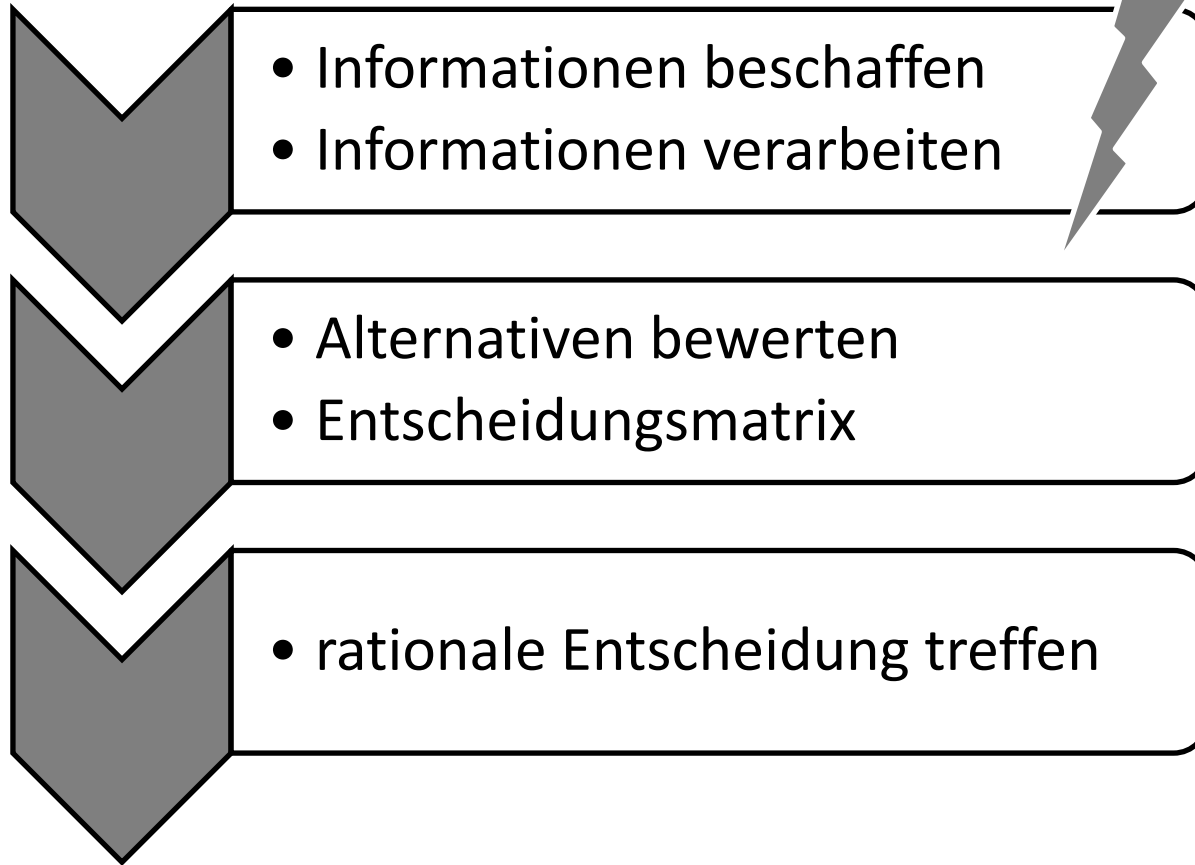 • Informationen beschaffen
• Informationen verarbeiten
• Alternativen bewerten
• Entscheidungsmatrix
• rationale Entscheidung treffen